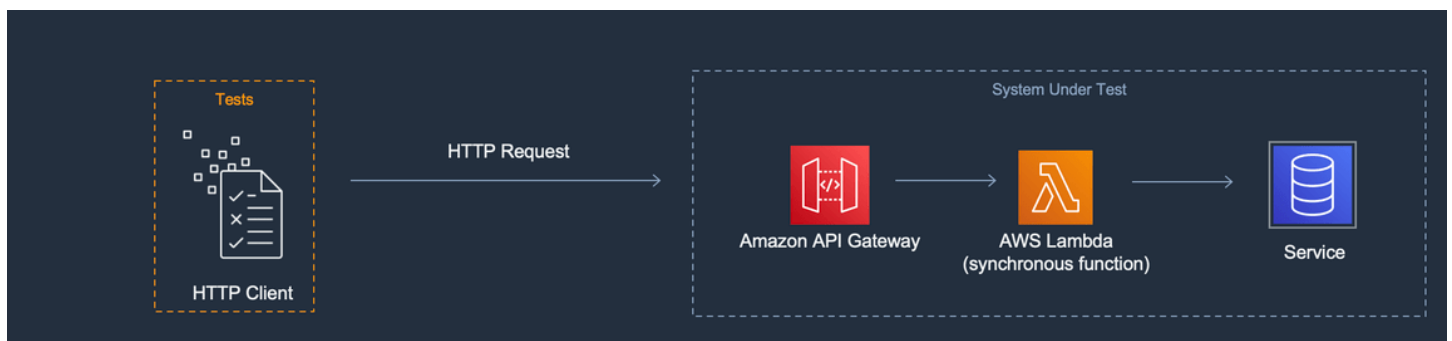 Tests
HTTP Client
HTTP Request
System Under Test
</>
Amazon API Gateway
AWS Lambda
(synchronous function)
Service